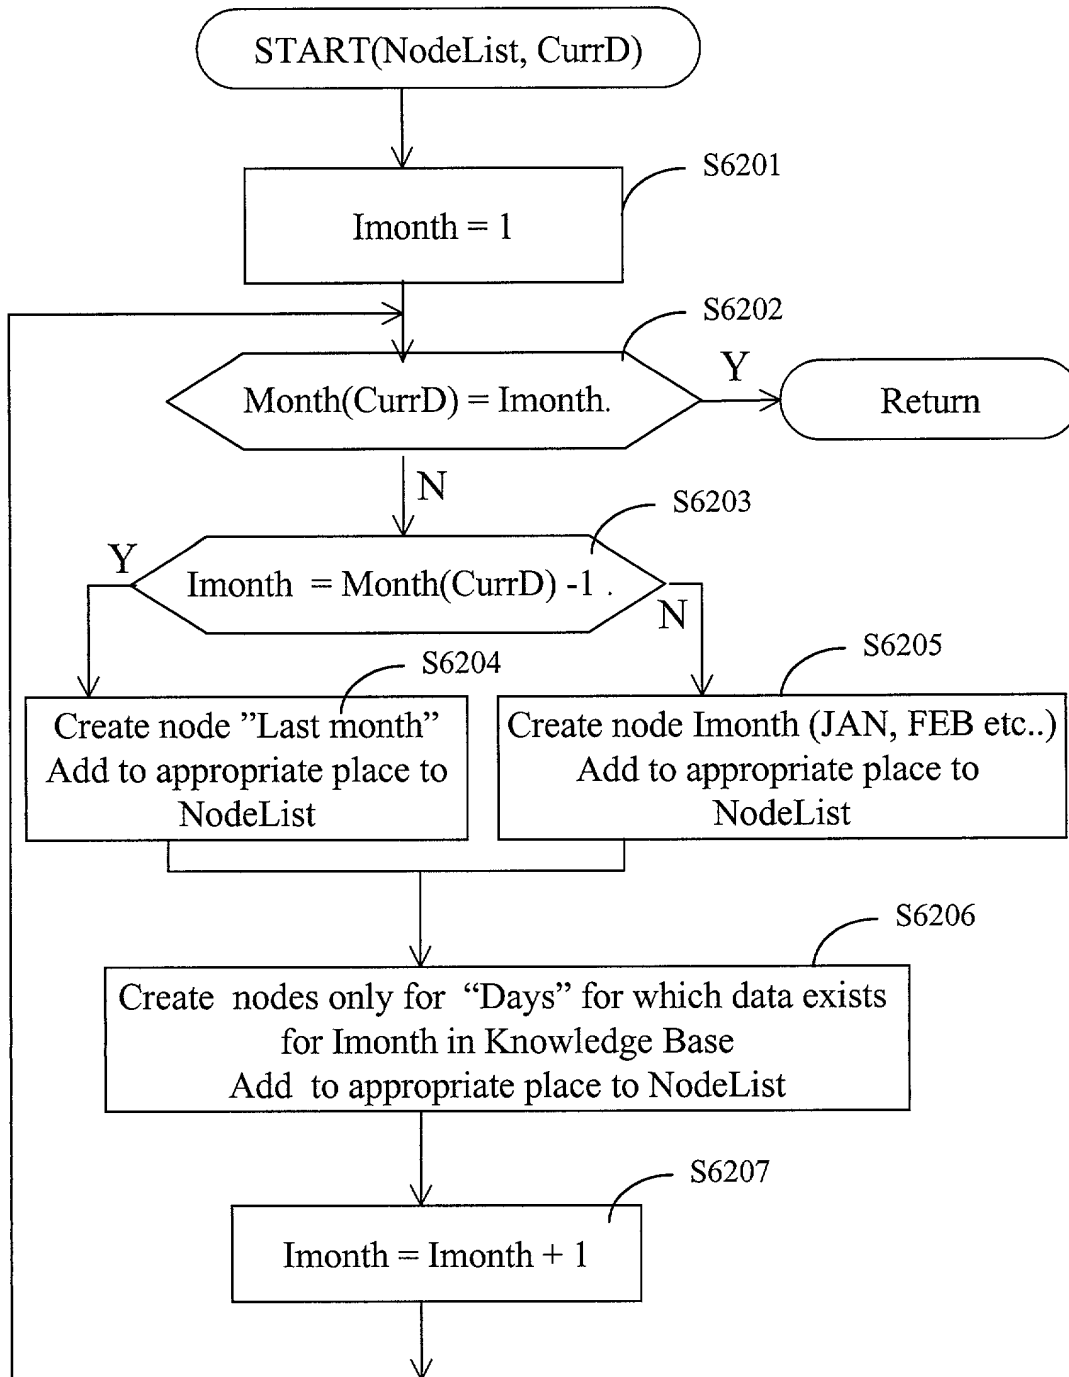 START(NodeList, CurrD)
S6201
Imonth = 1
S6202
Month(CurrD) = Imonth.
Y
Return
N
S6203
Y
Imonth = Month(CurrD) -1 .
N
S6204
S6205
Create node ”Last month”
Add to appropriate place to
NodeList
Create node Imonth (JAN, FEB etc..)
Add to appropriate place to
NodeList
S6206
Create nodes only for “Days” for which data exists
for Imonth in Knowledge Base
Add to appropriate place to NodeList
S6207
Imonth = Imonth + 1